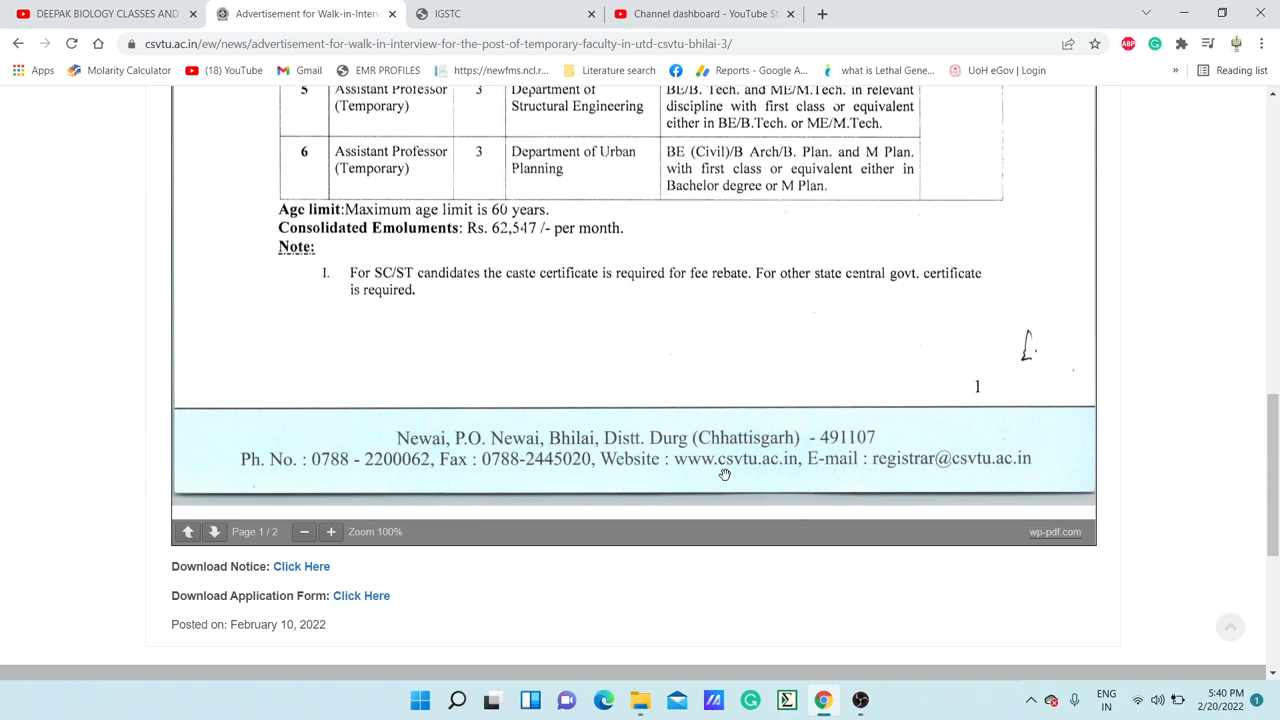 DEEPAK BIOLOGY CLASSES AND
Advertisement for Walk-in-Interv
IGSTC
Channel dashboard - YouTube St
csvtu.ac.in/ew/news/advertisement-for-walk-in-interview-for-the-post-of-temporary-faculty-in-utd-csvtu-bhilai-3/
Apps
Molarity Calculator
(18) YouTube
Gmail
EMR PROFILES
https://newfms.ncl.r...
Literature search
Reports - Google A...
what is Lethal Gene...
UoH eGov | Login
»
Reading list
5 Assistant Professor 3 Department of BE/B. Tech. and ME/M.Tech. in relevant
(Temporary) Structural Engineering discipline with first class or equivalent
either in BE/B.Tech. or ME/M.Tech.
6 Assistant Professor 3 Department of Urban BE (Civil)/B Arch/B. Plan. and M Plan.
(Temporary) Planning with first class or equivalent either in
Bachelor degree or M Plan.
Age limit:Maximum age limit is 60 years.
Consolidated Emoluments: Rs. 62,547 /- per month.
Note:
I. For SC/ST candidates the caste certificate is required for fee rebate. For other state central govt. certificate
is required.
1
Newai, P.O. Newai, Bhilai, Distt. Durg (Chhattisgarh) - 491107
Ph. No. : 0788 - 2200062, Fax : 0788-2445020, Website : www.csvtu.ac.in, E-mail : registrar@csvtu.ac.in
Page 1 / 2
Zoom 100%
wp-pdf.com
Download Notice: Click Here
Download Application Form: Click Here
Posted on: February 10, 2022
ENG
IN
5:40 PM
2/20/2022
1